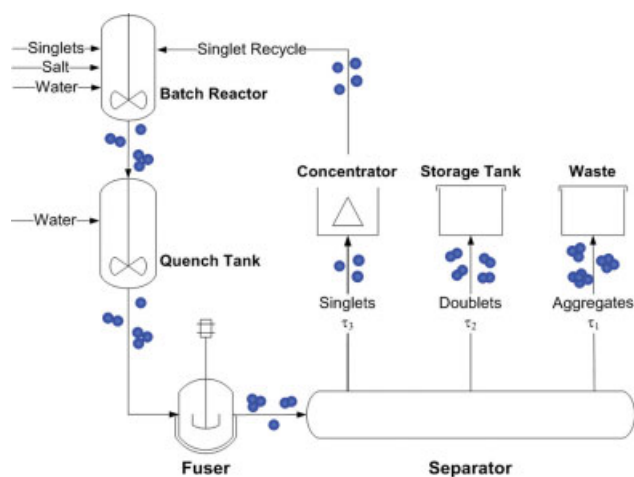 Singlets
Salt
Water
Singlet Recycle
Batch Reactor
Concentrator
Storage Tank
Waste
Water
Quench Tank
Singlets
Doublets
Aggregates
τ3
τ2
τ1
Fuser
Separator